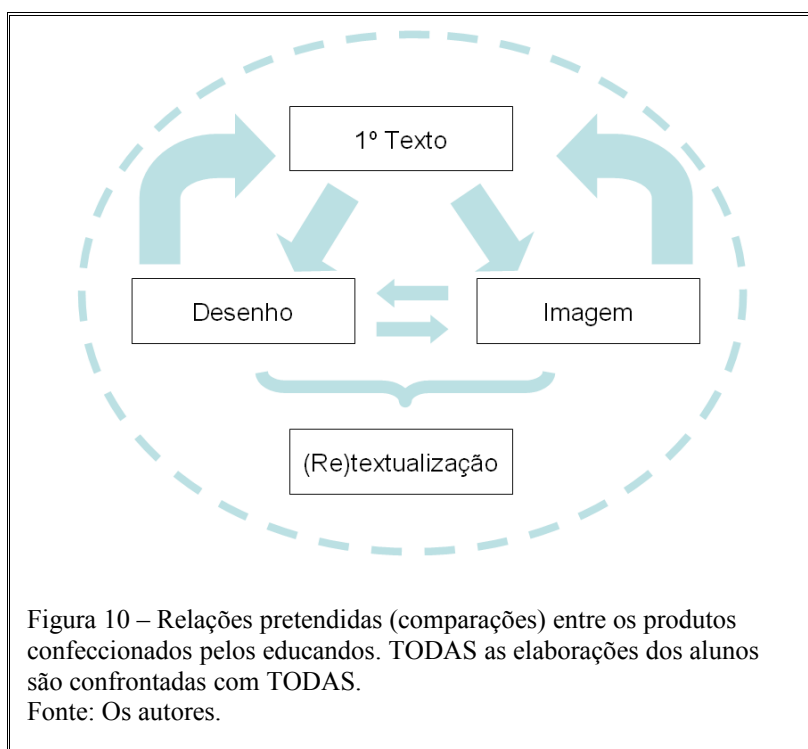 1º Texto
Desenho
Imagem
(Re)textualização
Figura 10 – Relações pretendidas (comparações) entre os produtos
confeccionados pelos educandos. TODAS as elaborações dos alunos
são confrontadas com TODAS.
Fonte: Os autores.